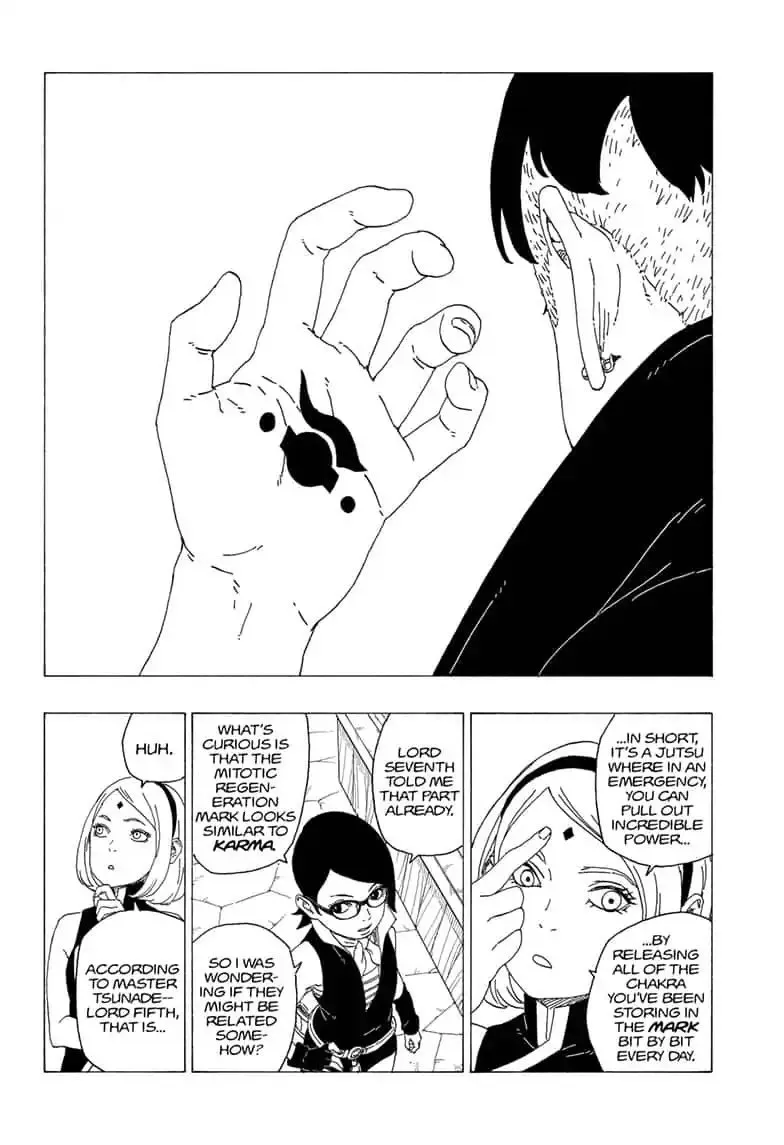 ...IN SHORT,
IT'S A JUTSU
WHERE IN AN
EMERGENCY,
YOU CAN
PULL OUT
INCREDIBLE
POWER...
...BY
RELEASING
ALL OF THE
CHAKRA
YOU'VE BEEN
STORING
IN THE MARK
BIT BY BIT
EVERY DAY.
LORD
SEVENTH
TOLD ME
THAT PART
ALREADY.
WHAT'S
CURIOUS IS
THAT THE
MITOTIC
REGEN-
ERATION
MARK LOOKS
SIMILAR TO
KARMA.
SO I WAS
WONDER-
ING IF THEY
MIGHT BE
RELATED
SOME-
HOW?
HUH.
ACCORDING
TO MASTER
TSUNADE--
LORD FIFTH,
THAT IS...